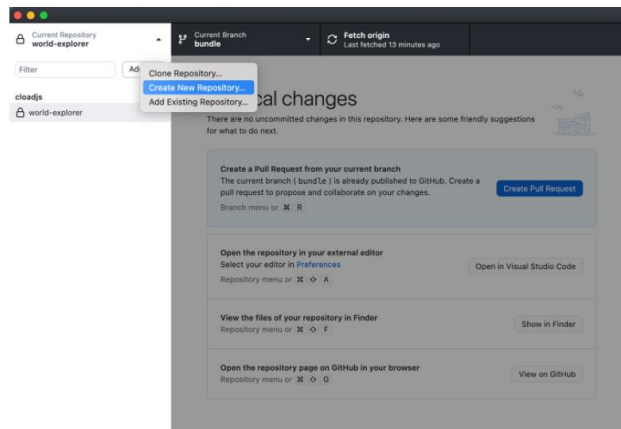 Current Repository
world-explorer
Current Branch
bundle
Fetch origin
Last fetched 13 minutes ago
Filter
Clone Repository...
Create New Repository...
Add Existing Repository...
cloadjs
world-explorer
cal changes
There are no uncommitted changes in this repository. Here are some friendly suggestions
for what to do next.
Create a Pull Request from your current branch
The current branch ( bundle ) is already published to GitHub. Create a
pull request to propose and collaborate on your changes.
Branch menu or ⌘ R
Create Pull Request
Open the repository in your external editor
Select your editor in Preferences
Repository menu or ⌘ ⇧ A
Open in Visual Studio Code
View the files of your repository in Finder
Repository menu or ⌘ ⇧ F
Show in Finder
Open the repository page on GitHub in your browser
Repository menu or ⌘ ⇧ G
View on GitHub